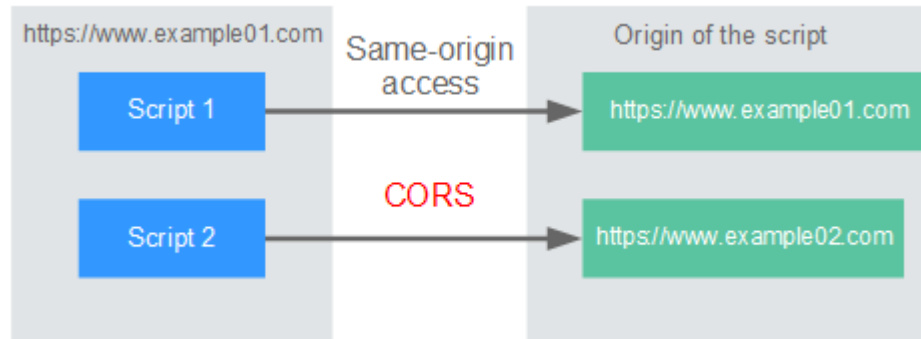 https://www.example01.com
Same-origin
access
Origin of the script
Script 1
https://www.example01.com
CORS
Script 2
https://www.example02.com